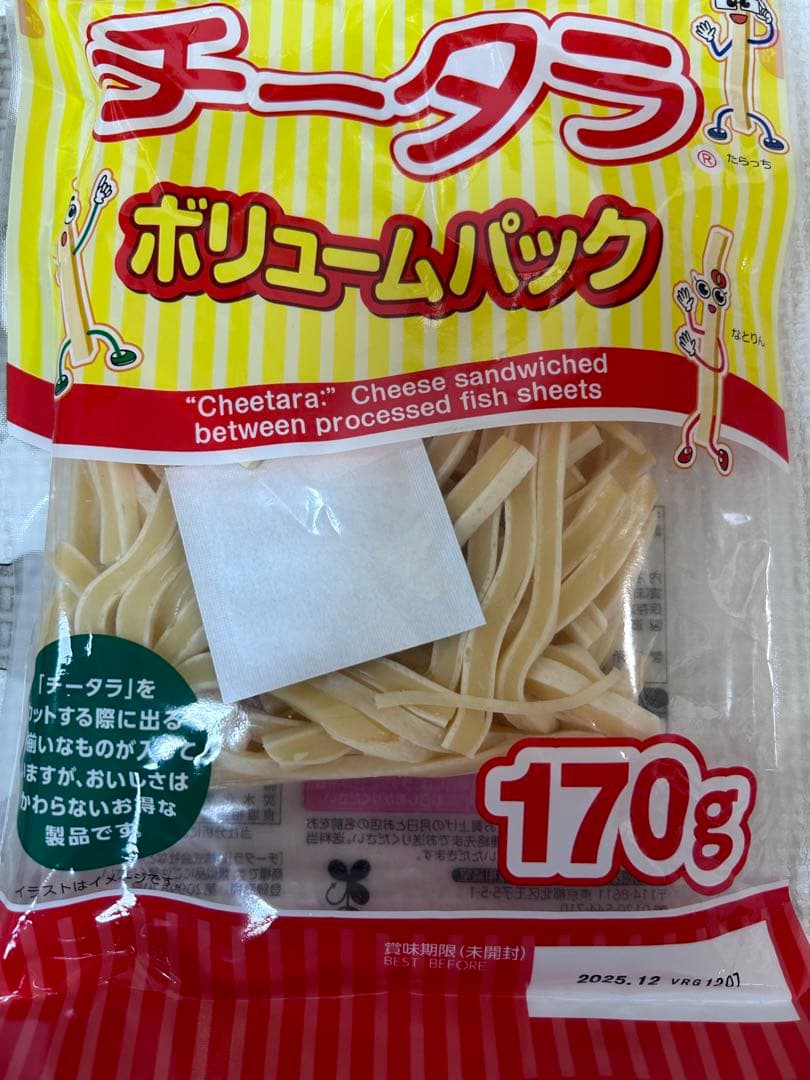 チータラ
®
たらっち
ボリュームパック
なとりん
“Cheetara:” Cheese sandwiched
between processed fish sheets
「チータラ」を
カットする際に出る
揃いなものが入って
いますが、おいしさは
かわらないお得な
製品です。
170g
イラストはイメージです。
賞味期限(未開封)
BEST BEFORE
2025.12 VRG1207